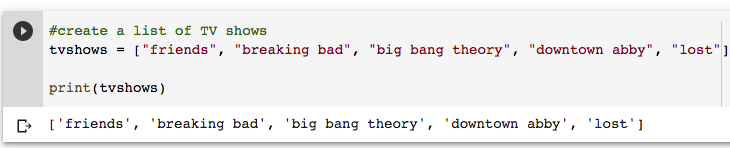 #create a list of TV shows
tvshows = ["friends", "breaking bad", "big bang theory", "downtown abby", "lost"]
print(tvshows)
['friends', 'breaking bad', 'big bang theory', 'downtown abby', 'lost']